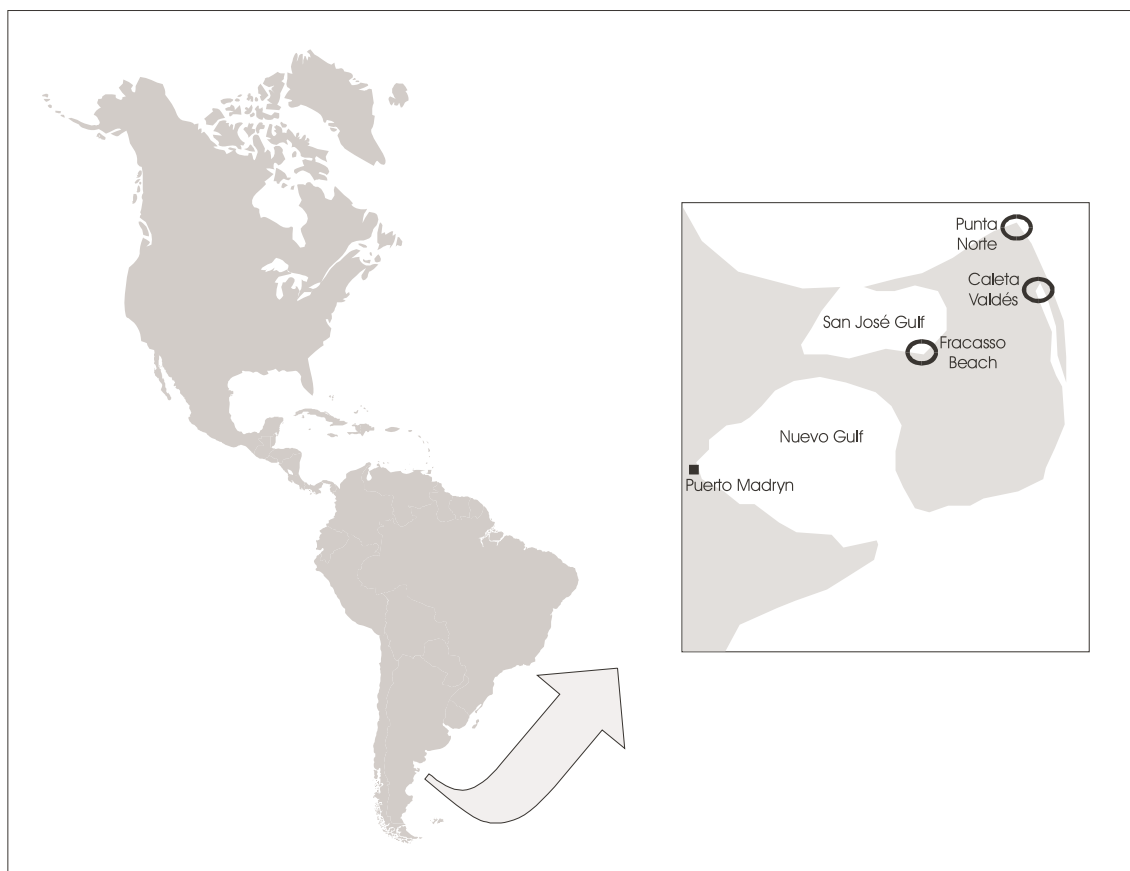 Punta
Norte
Caleta
Valdés
San José Gulf
Fracasso
Beach
Nuevo Gulf
Puerto Madryn